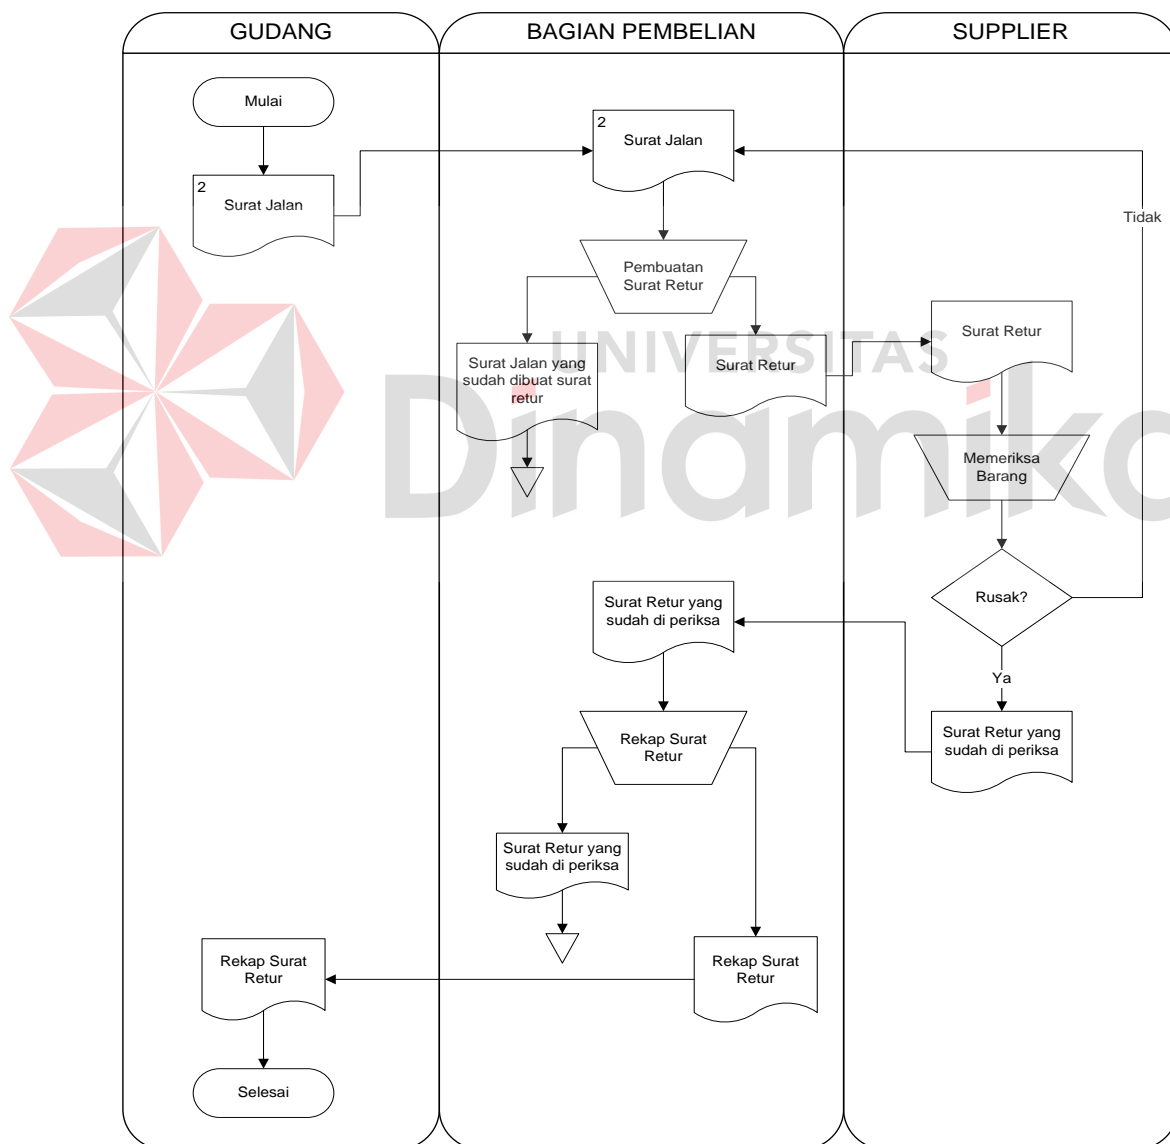 GUDANG
BAGIAN PEMBELIAN
SUPPLIER
Mulai
2
Surat Jalan
2
Surat Jalan
Tidak
Pembuatan
Surat Retur
Surat Jalan yang
sudah dibuat surat
retur
Surat Retur
Surat Retur
UNIVERSITAS
Dinamika
Memeriksa
Barang
Rusak?
Ya
Surat Retur yang
sudah di periksa
Surat Retur yang
sudah di periksa
Rekap Surat
Retur
Surat Retur yang
sudah di periksa
Rekap Surat
Retur
Rekap Surat
Retur
Selesai